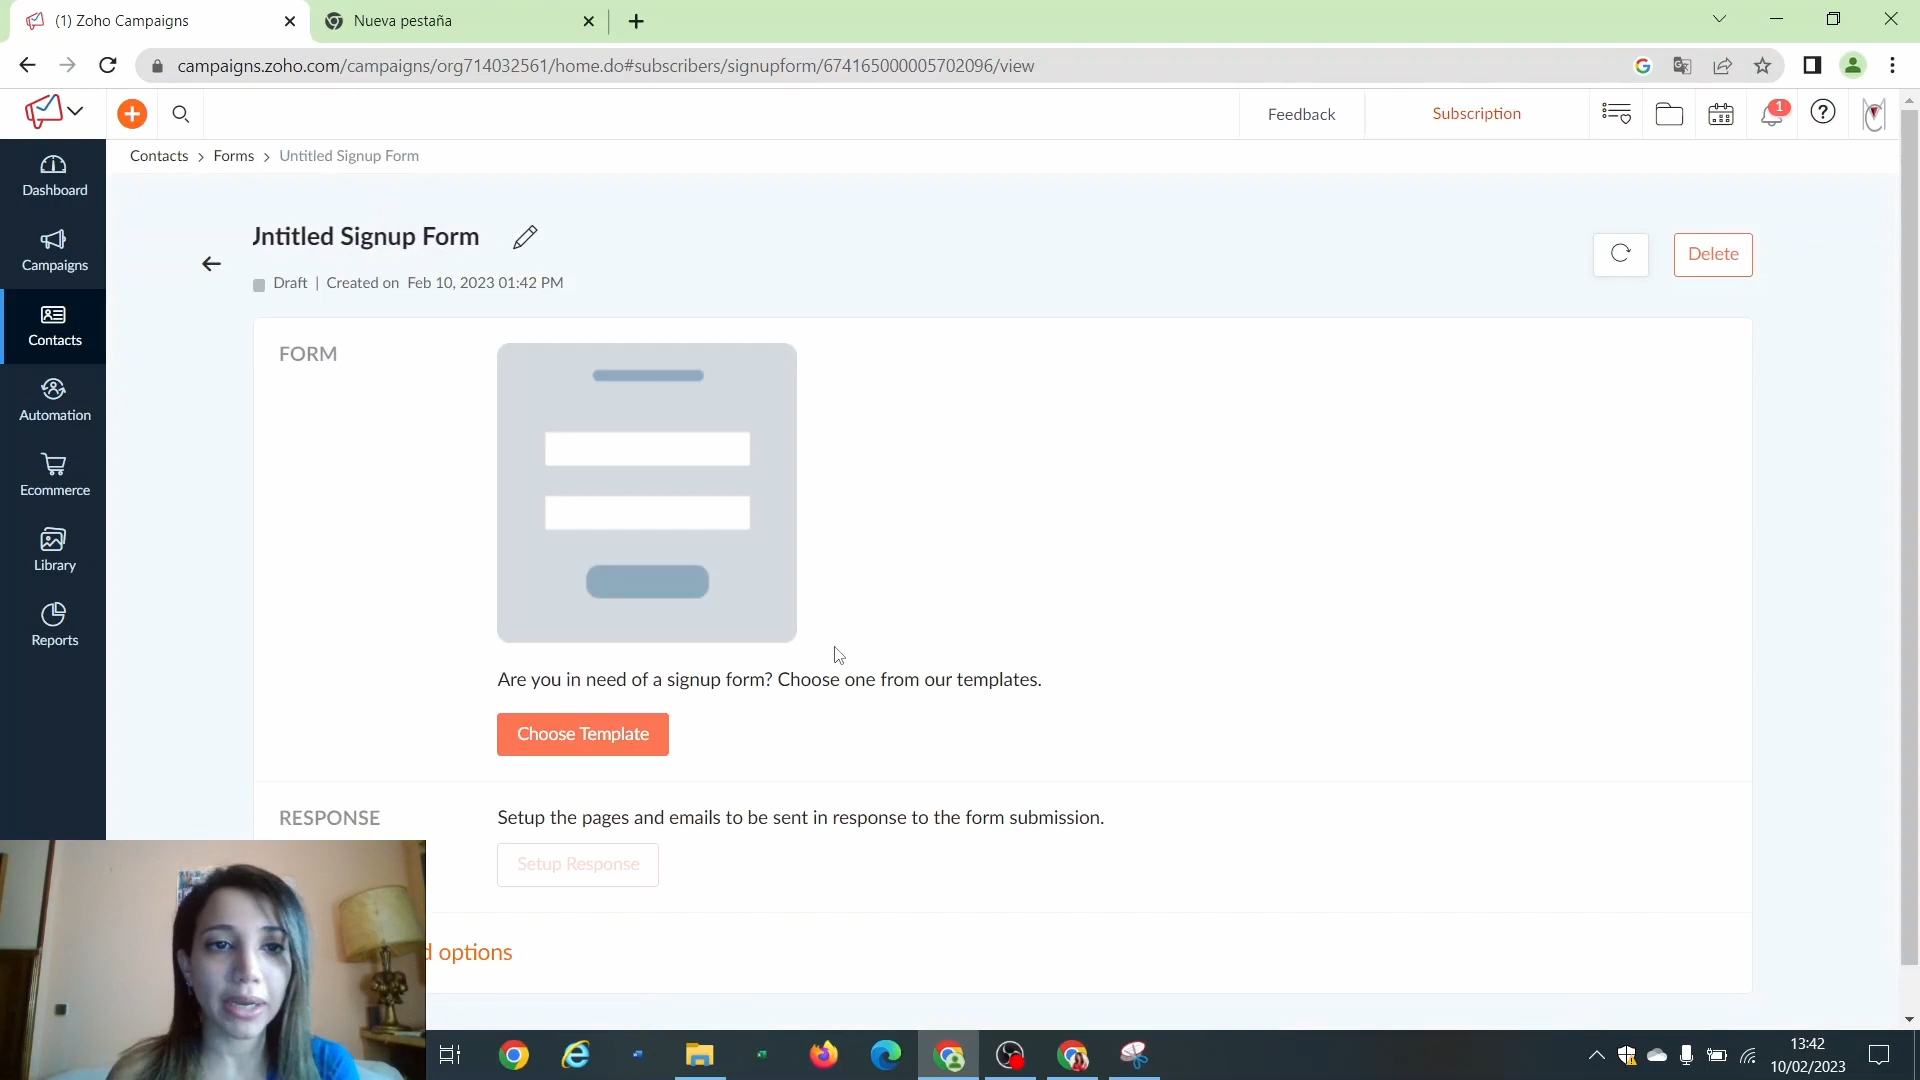 (1) Zoho Campaigns
Nueva pestaña
campaigns.zoho.com/campaigns/org714032561/home.do#subscribers/signupform/674165000005702096/view
Feedback
Subscription
1
Contacts > Forms > Untitled Signup Form
Dashboard
Campaigns
Contacts
Automation
Ecommerce
Library
Reports
Untitled Signup Form
Draft | Created on Feb 10, 2023 01:42 PM
Delete
FORM
Are you in need of a signup form? Choose one from our templates.
Choose Template
RESPONSE
Setup the pages and emails to be sent in response to the form submission.
Setup Response
d options
13:42
10/02/2023